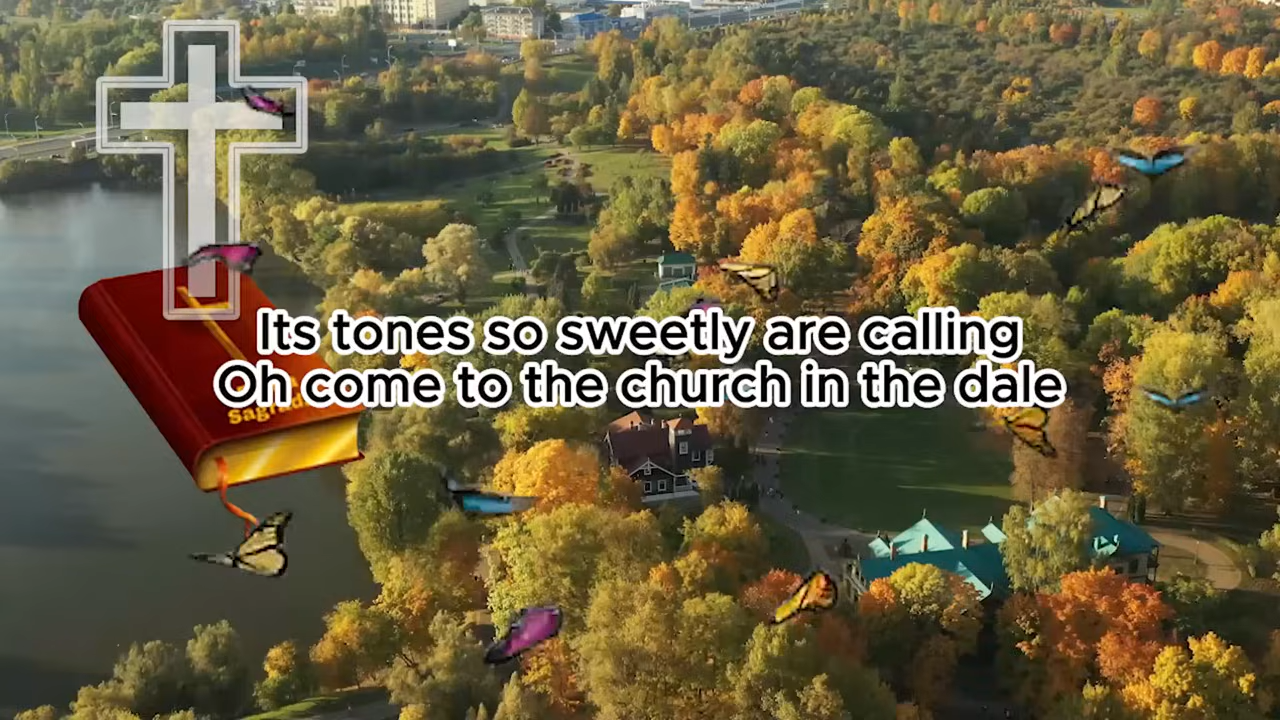 Its tones so sweetly are calling
Oh come to the church in the dale